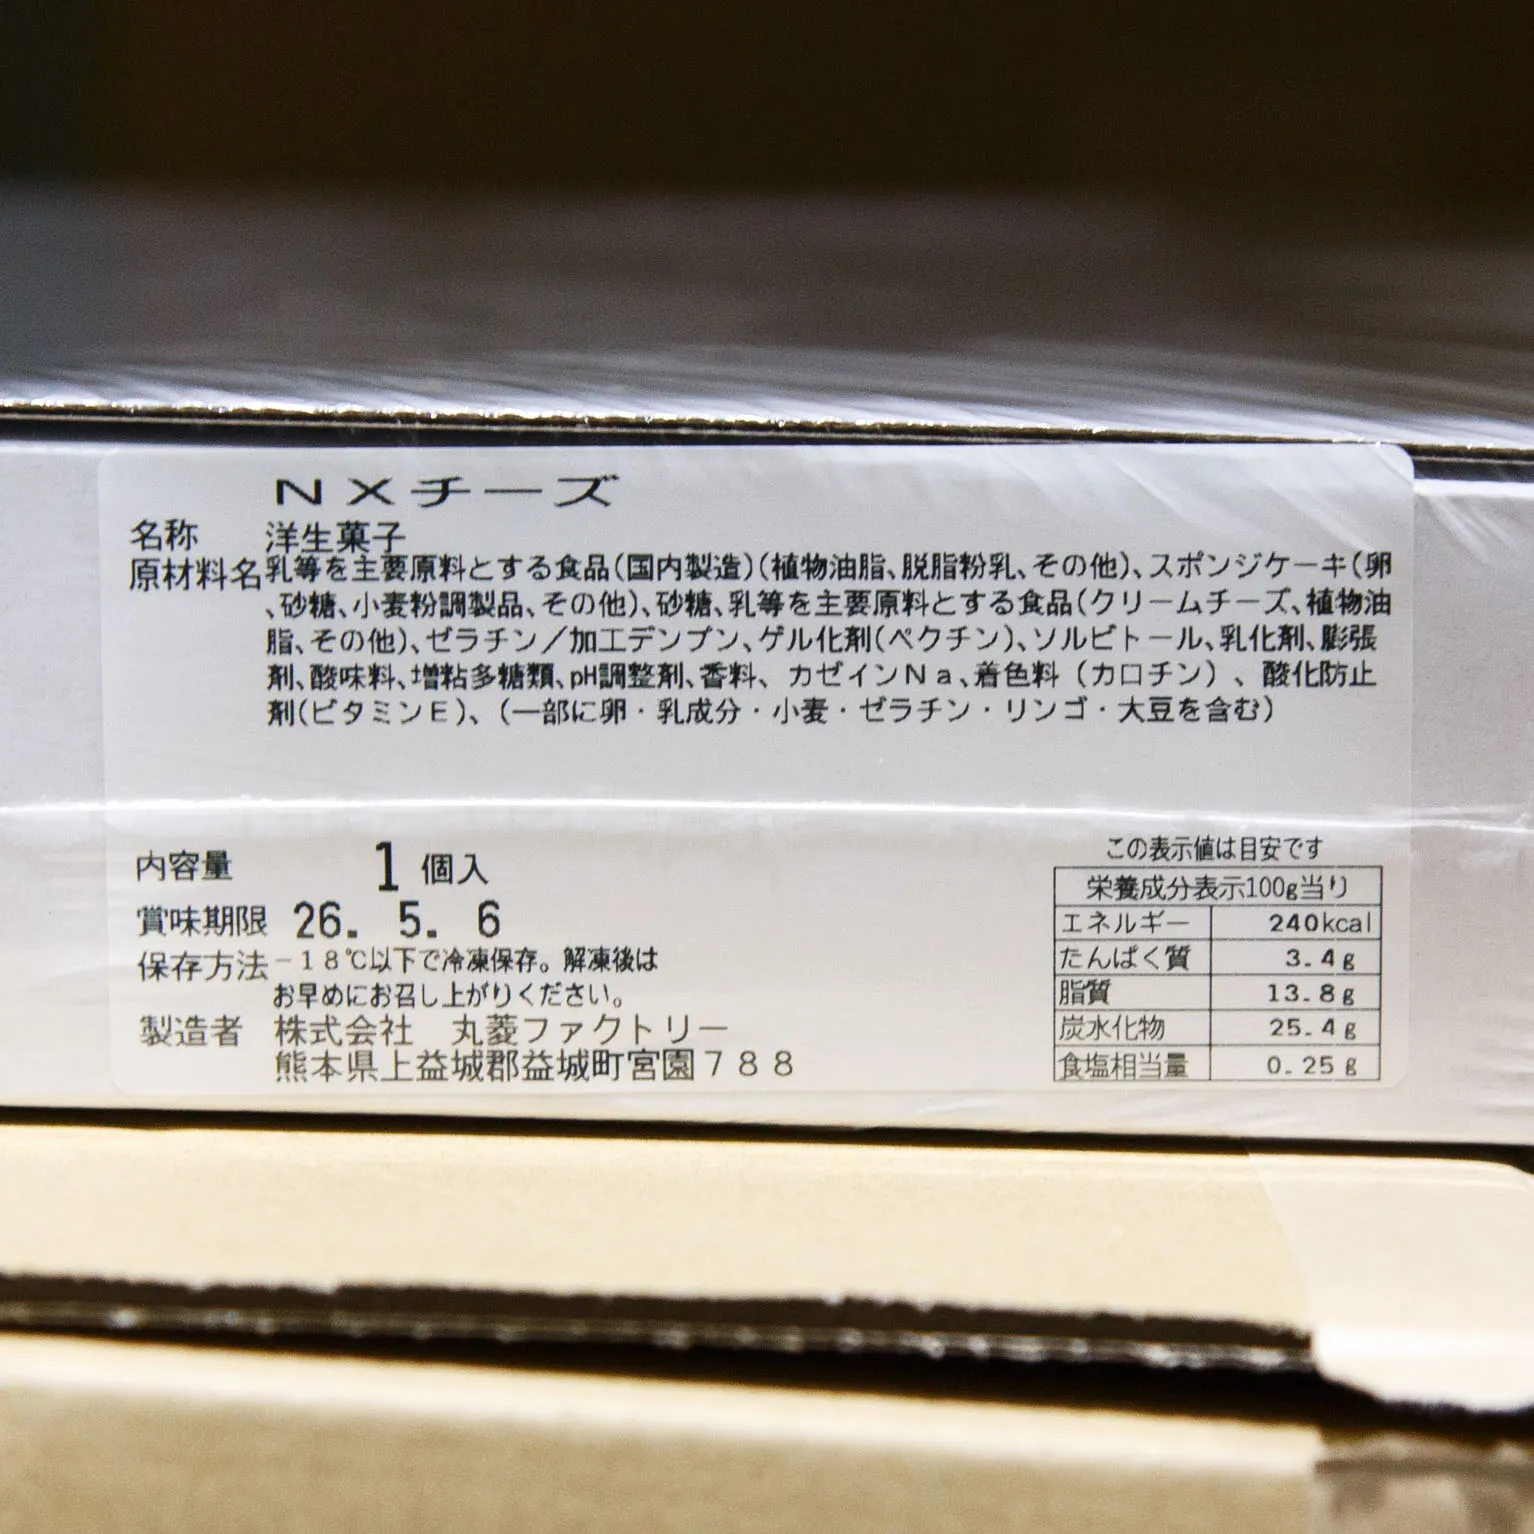 NXチーズ
名称 洋生菓子
原材料名 乳等を主要原料とする食品(国内製造)(植物油脂、脱脂粉乳、その他)、スポンジケーキ(卵
、砂糖、小麦粉調製品、その他)、砂糖、乳等を主要原料とする食品(クリームチーズ、植物油
脂、その他)、ゼラチン/加工デンプン、ゲル化剤(ペクチン)、ソルビトール、乳化剤、膨張
剤、酸味料、増粘多糖類、pH調整剤、香料、カゼインNa、着色料(カロチン)、酸化防止
剤(ビタミンE)、(一部に卵・乳成分・小麦・ゼラチン・リンゴ・大豆を含む)
内容量 1個入
賞味期限 26. 5. 6
保存方法 −18℃以下で冷凍保存。解凍後は
お早めにお召し上がりください。
製造者 株式会社 丸菱ファクトリー
熊本県上益城郡益城町宮園788
この表示値は目安です
栄養成分表示100g当り
エネルギー 240kcal
たんぱく質 3.4g
脂質 13.8g
炭水化物 25.4g
食塩相当量 0.25g